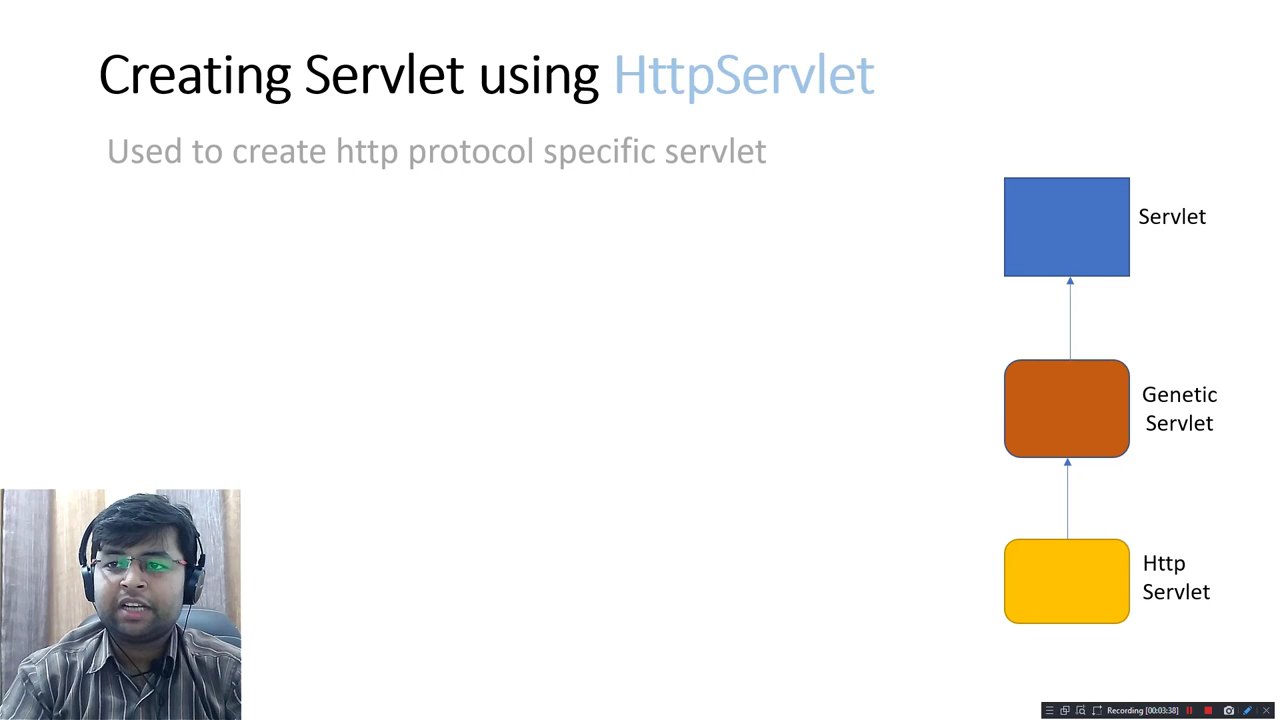 Creating Servlet using HttpServlet
Used to create http protocol specific servlet
Servlet
Genetic
Servlet
Http
Servlet
Recording [00:03:38]